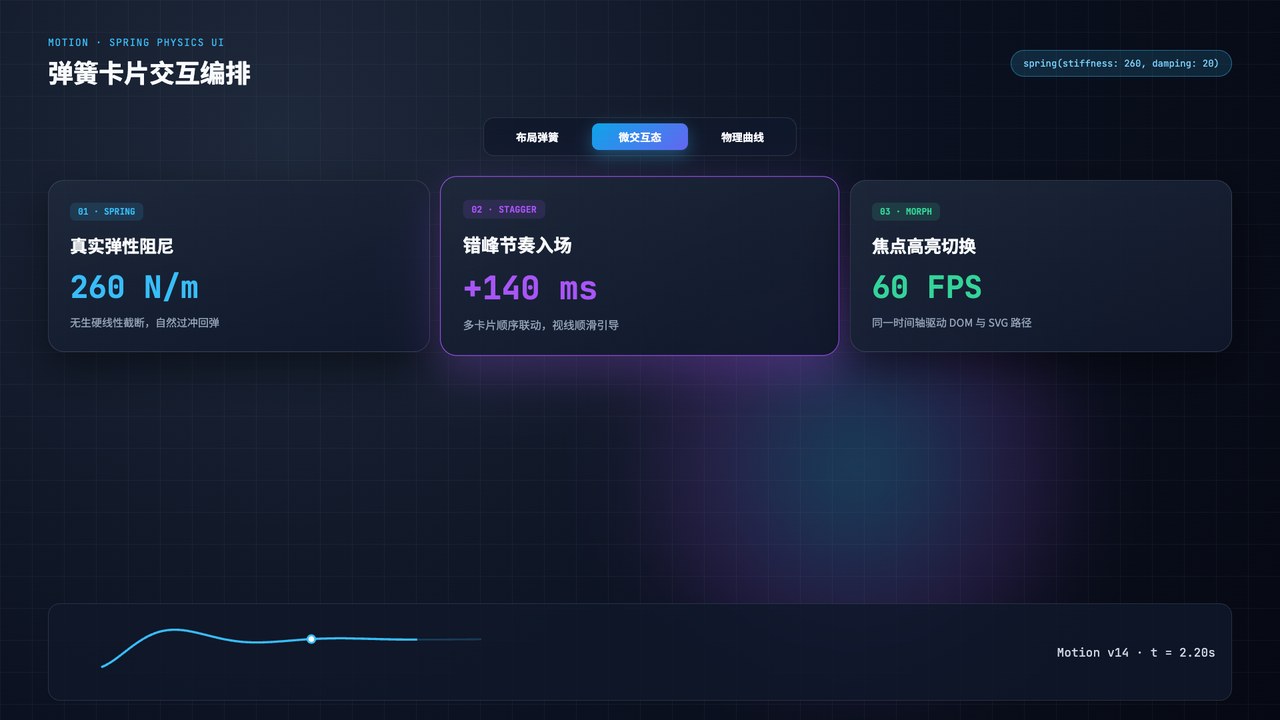 MOTION · SPRING PHYSICS UI
弹簧卡片交互编排
spring(stiffness: 260, damping: 20)
布局弹簧
微交互态
物理曲线
01 · SPRING
真实弹性阻尼
260 N/m
无生硬线性截断，自然过冲回弹
02 · STAGGER
错峰节奏入场
+140 ms
多卡片顺序联动，视线顺滑引导
03 · MORPH
焦点高亮切换
60 FPS
同一时间轴驱动 DOM 与 SVG 路径
Motion v14 · t = 2.20s